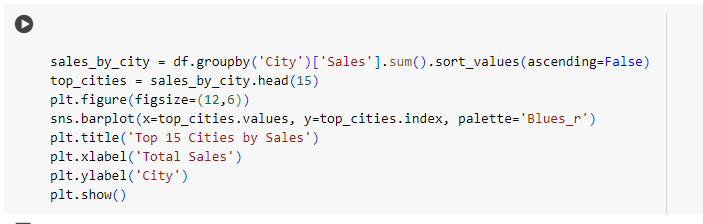 sales_by_city = df.groupby('City')['Sales'].sum().sort_values(ascending=False)
top_cities = sales_by_city.head(15)
plt.figure(figsize=(12,6))
sns.barplot(x=top_cities.values, y=top_cities.index, palette='Blues_r')
plt.title('Top 15 Cities by Sales')
plt.xlabel('Total Sales')
plt.ylabel('City')
plt.show()